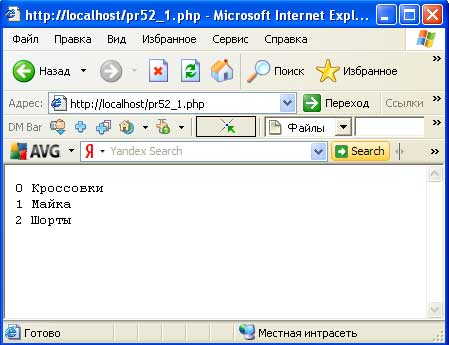 http://localhost/pr52_1.php - Microsoft Internet Expl...
Файл Правка Вид Избранное Сервис Справка
Назад Поиск Избранное
Адрес: http://localhost/pr52_1.php Переход Ссылки
DM Bar Файлы
AVG Я Yandex Search Search
0 Кроссовки
1 Майка
2 Шорты
Готово Местная интрасеть